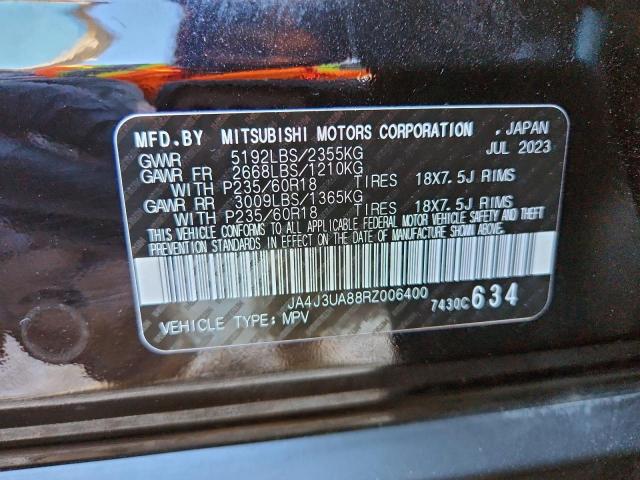 MFD.BY MITSUBISHI MOTORS CORPORATION , JAPAN
GVWR 5192LBS/2355KG JUL 2023
GAWR FR 2668LBS/1210KG
WITH P235/60R18 TIRES 18X7.5J RIMS
GAWR RR 3009LBS/1365KG
WITH P235/60R18 TIRES 18X7.5J RIMS
THIS VEHICLE CONFORMS TO ALL APPLICABLE FEDERAL MOTOR VEHICLE SAFETY AND THEFT
PREVENTION STANDARDS IN EFFECT ON THE DATE OF MANUFACTURE SHOWN ABOVE.
JA4J3UA88RZ006400 7430C634
VEHICLE TYPE: MPV